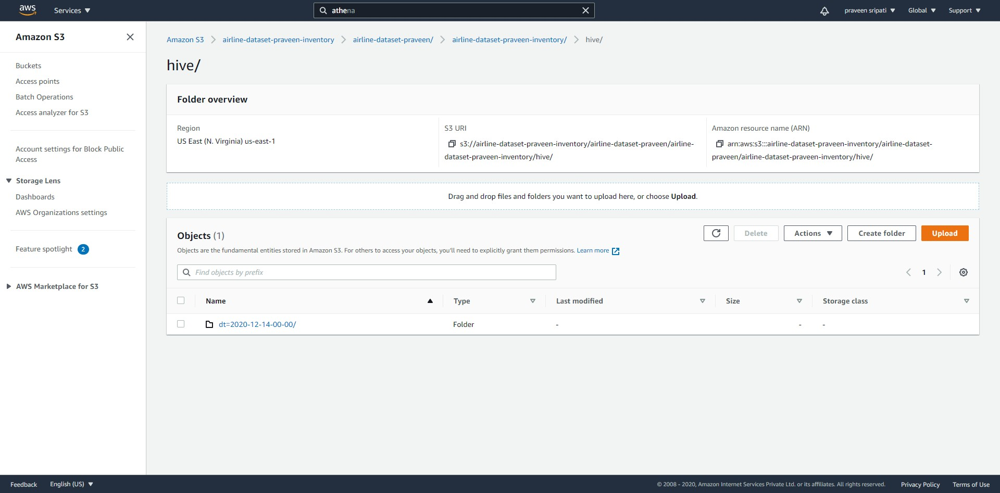 aws
Services
athena
praveen sripati
Global
Support
Amazon S3
Buckets
Access points
Batch Operations
Access analyzer for S3
Account settings for Block Public
Access
Storage Lens
Dashboards
AWS Organizations settings
Feature spotlight 2
AWS Marketplace for S3
Amazon S3 > airline-dataset-praveen-inventory > airline-dataset-praveen/ > airline-dataset-praveen-inventory/ > hive/
hive/
Folder overview
Region
US East (N. Virginia) us-east-1
S3 URI
s3://airline-dataset-praveen-inventory/airline-dataset-praveen/airline-
dataset-praveen-inventory/hive/
Amazon resource name (ARN)
arn:aws:s3:::airline-dataset-praveen-inventory/airline-dataset-
praveen/airline-dataset-praveen-inventory/hive/
Drag and drop files and folders you want to upload here, or choose Upload.
Objects (1)
Delete
Actions
Create folder
Upload
Objects are the fundamental entities stored in Amazon S3. For others to access your objects, you'll need to explicitly grant them permissions. Learn more
Find objects by prefix
1
Name Type Last modified Size Storage class
dt=2020-12-14-00-00/ Folder - - -
Feedback English (US)
© 2008 - 2020, Amazon Internet Services Private Ltd. or its affiliates. All rights reserved. Privacy Policy Terms of Use